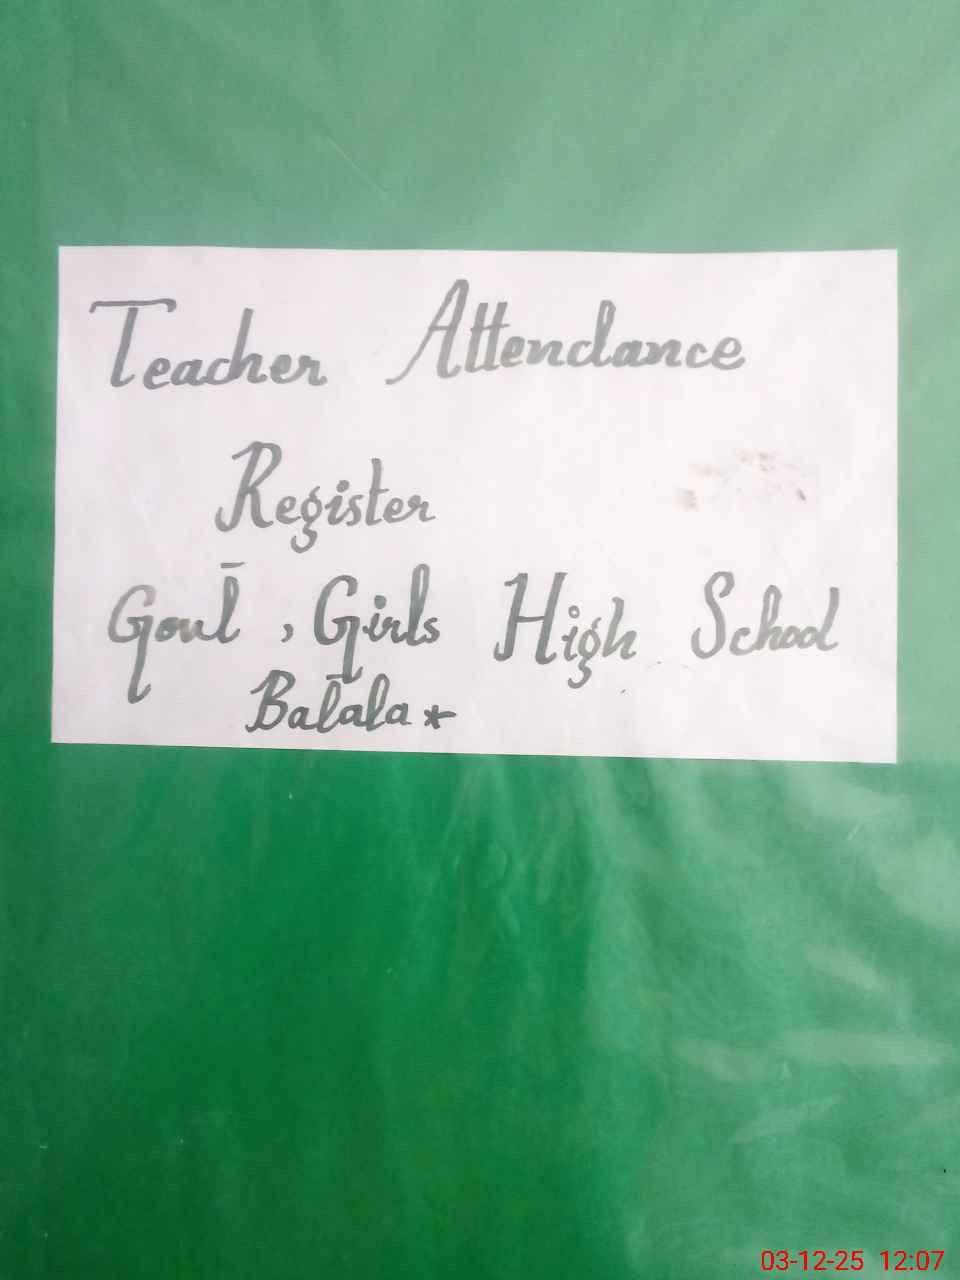 Teacher Attendance
Register
Govt, Girls High School
Balala *
03-12-25 12:07